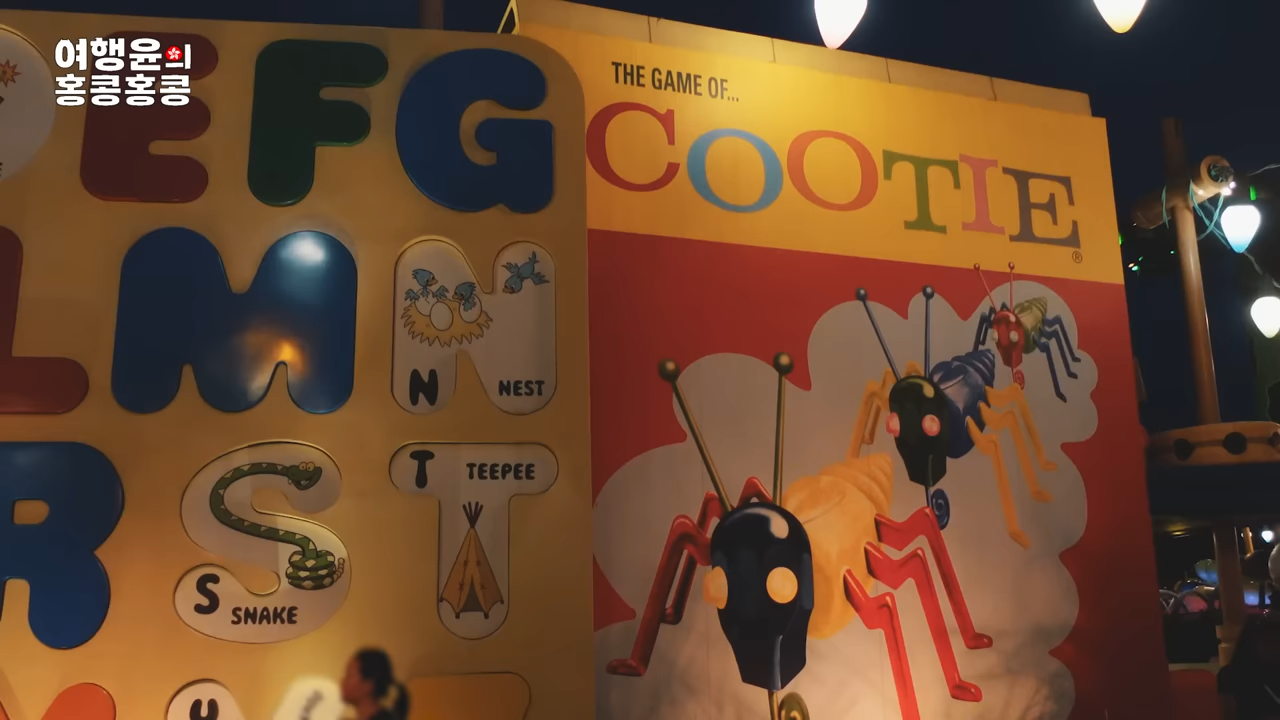 여행윤의
홍콩홍콩
E F G
THE GAME OF...
COOTIE®
L M N NEST
R S SNAKE
T TEEPEE
U